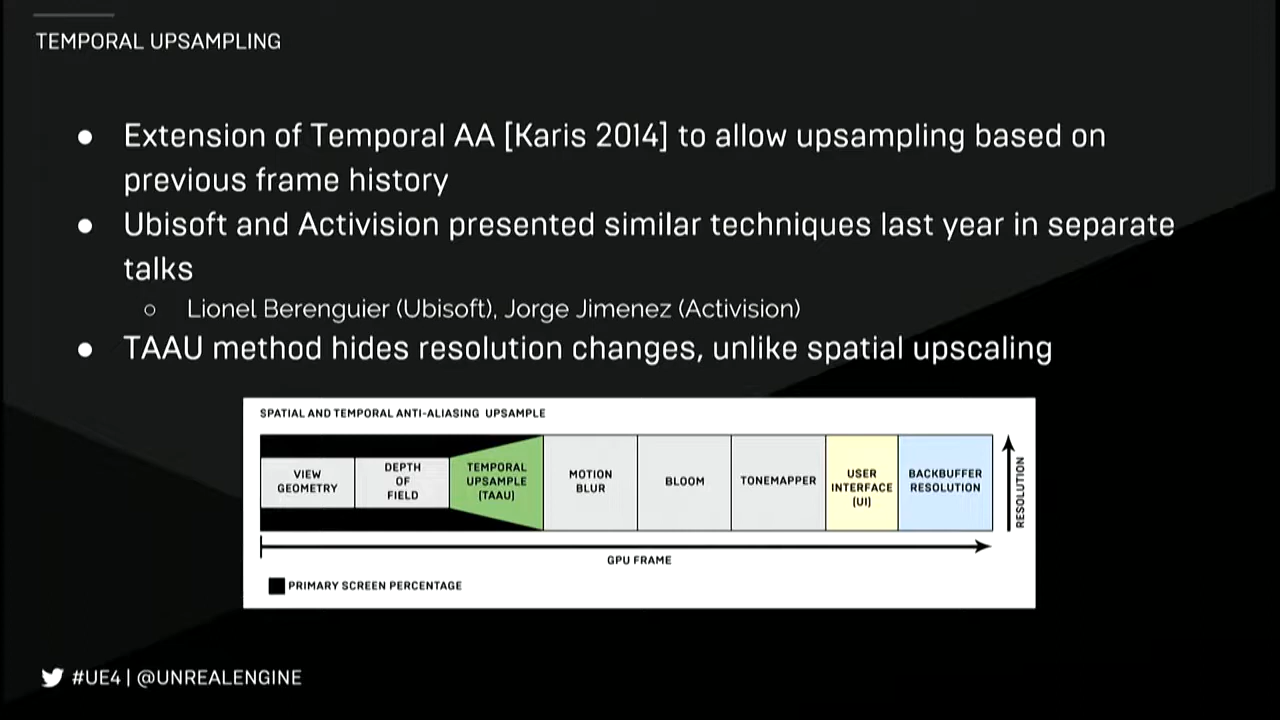 TEMPORAL UPSAMPLING
● Extension of Temporal AA [Karis 2014] to allow upsampling based on
previous frame history
● Ubisoft and Activision presented similar techniques last year in separate
talks
○ Lionel Berenguier (Ubisoft), Jorge Jimenez (Activision)
● TAAU method hides resolution changes, unlike spatial upscaling
SPATIAL AND TEMPORAL ANTI-ALIASING UPSAMPLE
VIEW
GEOMETRY
DEPTH
OF
FIELD
TEMPORAL
UPSAMPLE
(TAAU)
MOTION
BLUR
BLOOM
TONEMAPPER
USER
INTERFACE
(UI)
BACKBUFFER
RESOLUTION
RESOLUTION
GPU FRAME
PRIMARY SCREEN PERCENTAGE
#UE4 | @UNREALENGINE